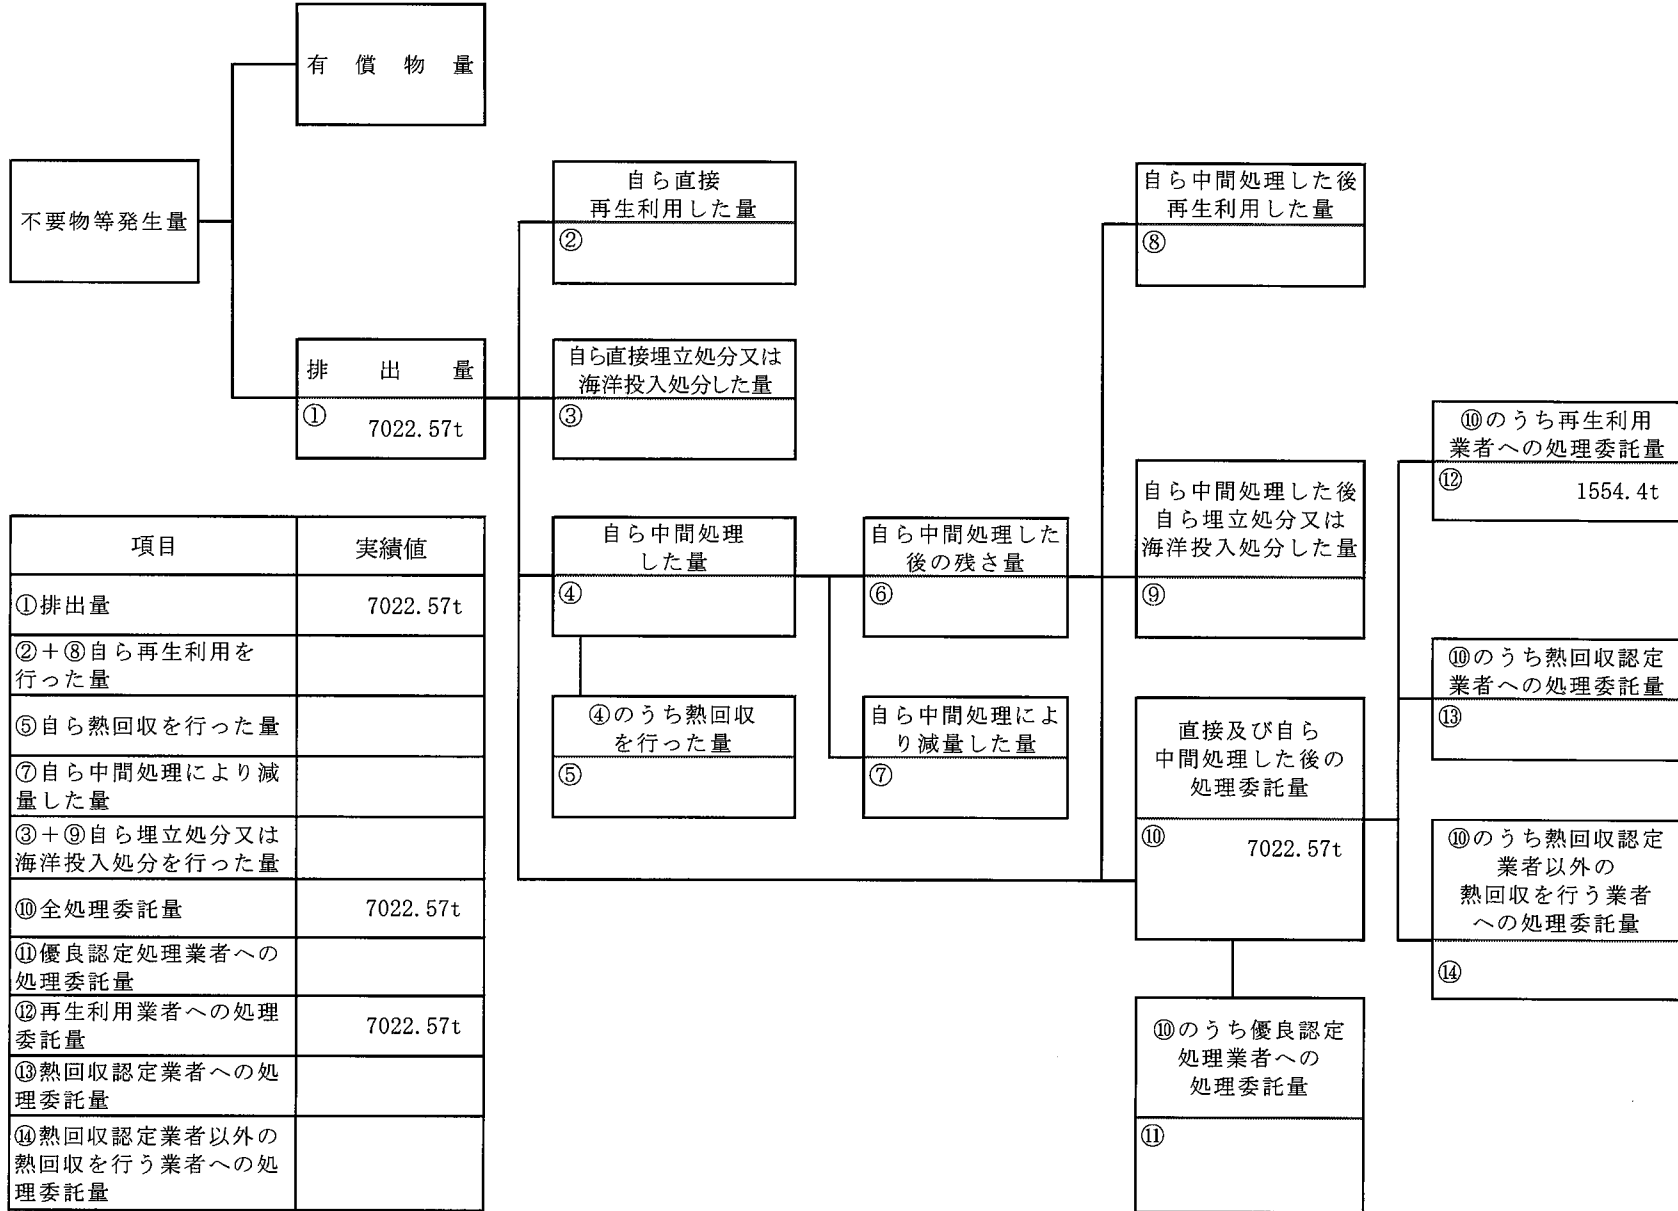 有償物量
不要物等発生量
排出量
① 7022.57t
自ら直接
再生利用した量
②
自ら直接埋立処分又は
海洋投入処分した量
③
自ら中間処理
した量
④
④のうち熱回収
を行った量
⑤
自ら中間処理した
後の残さ量
⑥
自ら中間処理によ
り減量した量
⑦
自ら中間処理した後
再生利用した量
⑧
自ら中間処理した後
自ら埋立処分又は
海洋投入処分した量
⑨
直接及び自ら
中間処理した後の
処理委託量
⑩ 7022.57t
⑩のうち優良認定
処理業者への
処理委託量
⑪
⑩のうち再生利用
業者への処理委託量
⑫ 1554.4t
⑩のうち熱回収認定
業者への処理委託量
⑬
⑩のうち熱回収認定
業者以外の
熱回収を行う業者
への処理委託量
⑭
項目 実績値
①排出量 7022.57t
②+⑧自ら再生利用を
行った量
⑤自ら熱回収を行った量
⑦自ら中間処理により減
量した量
③+⑨自ら埋立処分又は
海洋投入処分を行った量
⑩全処理委託量 7022.57t
⑪優良認定処理業者への
処理委託量
⑫再生利用業者への処理
委託量 7022.57t
⑬熱回収認定業者への処
理委託量
⑭熱回収認定業者以外の
熱回収を行う業者への処
理委託量